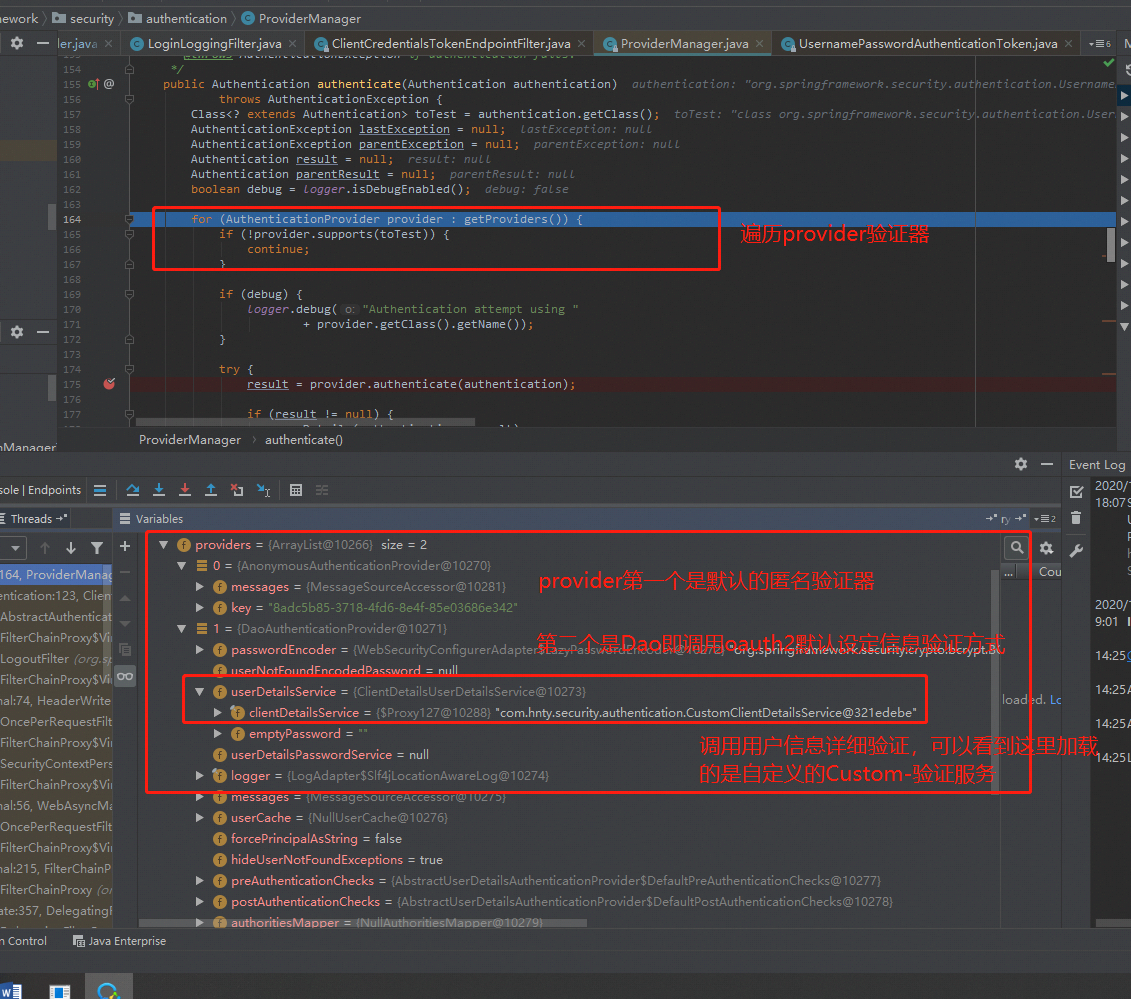 nework security authentication ProviderManager
ler.java LoginLoggingFilter.java ClientCredentialsTokenEndpointFilter.java ProviderManager.java UsernamePasswordAuthenticationToken.java
154 */
155 public Authentication authenticate(Authentication authentication) authentication: "org.springframework.security.authentication.Username
156 throws AuthenticationException {
157 Class<? extends Authentication> toTest = authentication.getClass(); toTest: "class org.springframework.security.authentication.User
158 AuthenticationException lastException = null; lastException: null
159 AuthenticationException parentException = null; parentException: null
160 Authentication result = null; result: null
161 Authentication parentResult = null; parentResult: null
162 boolean debug = logger.isDebugEnabled(); debug: false
163
164 for (AuthenticationProvider provider : getProviders()) {
165 if (!provider.supports(toTest)) {
遍历provider验证器
166 continue;
167 }
168
169 if (debug) {
170 logger.debug( o: "Authentication attempt using "
171 + provider.getClass().getName());
172 }
173
174 try {
175 result = provider.authenticate(authentication);
176
177 if (result != null) {
nManager
ProviderManager authenticate()
Event Log
sole Endpoints
2020/
18:07
Threads Variables
providers = {ArrayList@10266} size = 2
0 = {AnonymousAuthenticationProvider@10270}
provider第一个是默认的匿名验证器
messages = {MessageSourceAccessor@10281}
key = "8adc5b85-3718-4fd6-8e4f-85e03686e342"
1 = {DaoAuthenticationProvider@10271}
第二个是Dao即调用oauth2默认设定信息验证方式
passwordEncoder = {WebSecurityConfigurerAdapter$LazyPasswordEncoder@10272} "org.springframework.security.crypto.bcrypt.BC
userNotFoundEncodedPassword = null
userDetailsService = {ClientDetailsUserDetailsService@10273}
clientDetailsService = {$Proxy127@10288} "com.hnty.security.authentication.CustomClientDetailsService@321edebe"
emptyPassword = ""
调用用户信息详细验证，可以看到这里加载
的是自定义的Custom-验证服务
userDetailsPasswordService = null
logger = {LogAdapter$Slf4jLocationAwareLog@10274}
messages = {MessageSourceAccessor@10275}
userCache = {NullUserCache@10276}
forcePrincipalAsString = false
hideUserNotFoundExceptions = true
preAuthenticationChecks = {AbstractUserDetailsAuthenticationProvider$DefaultPreAuthenticationChecks@10277}
postAuthenticationChecks = {AbstractUserDetailsAuthenticationProvider$DefaultPostAuthenticationChecks@10278}
authoritiesMapper = {NullAuthoritiesMapper@10279}
164, ProviderManag
entication:123, Clien
AbstractAuthenticat
FilterChainProxy$Vi
LogoutFilter (org.sp
FilterChainProxy$Vi
nal:74, HeaderWrite
OncePerRequestFilt
FilterChainProxy$Vi
SecurityContextPers
FilterChainProxy$Vi
nal:56, WebAsyncMa
OncePerRequestFilt
FilterChainProxy$Vi
nal:215, FilterChainP
FilterChainProxy (or
ate:357, DelegatingF
Cou
2020/
9:01
14:25
14:25
loaded. Lo
14:25
14:25
n Control Java Enterprise